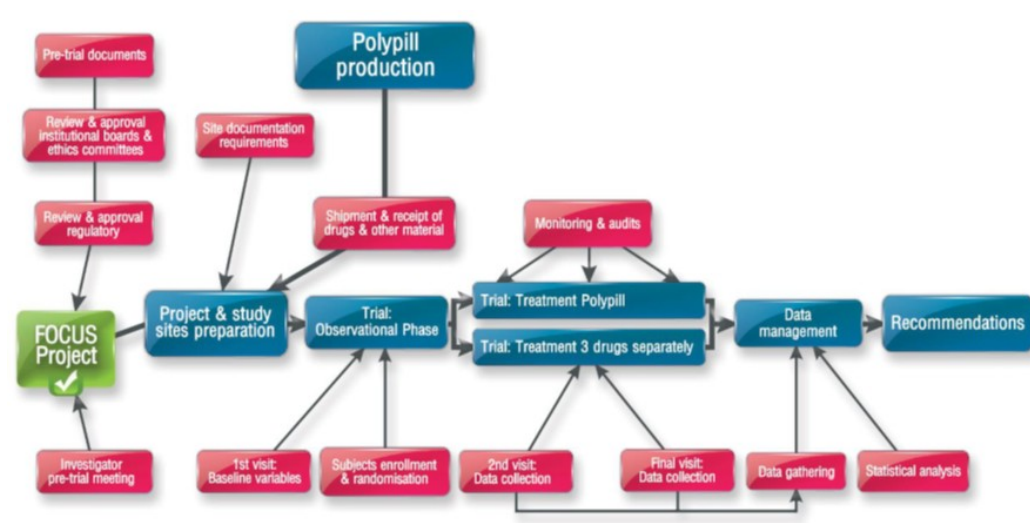 Pre-trial documents
Polypill
production
Review & approval
institutional boards &
ethics committees
Site documentation
requirements
Review & approval
regulatory
Shipment & receipt of
drugs & other material
Monitoring & audits
FOCUS
Project
Project & study
sites preparation
Trial:
Observational Phase
Trial: Treatment Polypill
Trial: Treatment 3 drugs separately
Data
management
Recommendations
Investigator
pre-trial meeting
1st visit:
Baseline variables
Subjects enrollment
& randomisation
2nd visit:
Data collection
Final visit:
Data collection
Data gathering
Statistical analysis